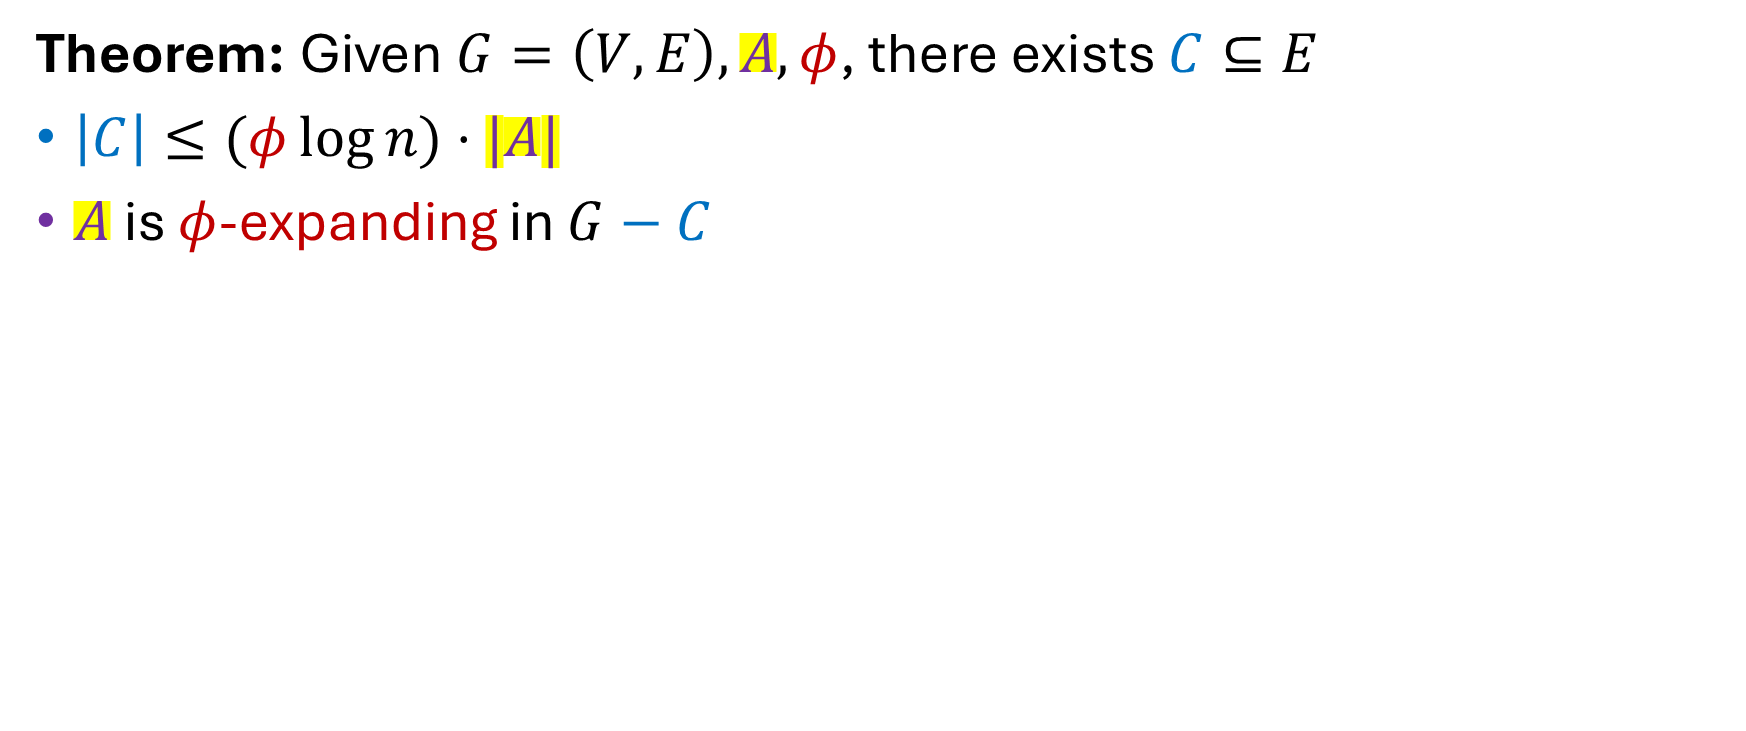 Theorem: Given G = (V, E), A, ϕ, there exists C ⊆ E
• |C| ≤ (ϕ log n) · |A|
• A is ϕ-expanding in G − C